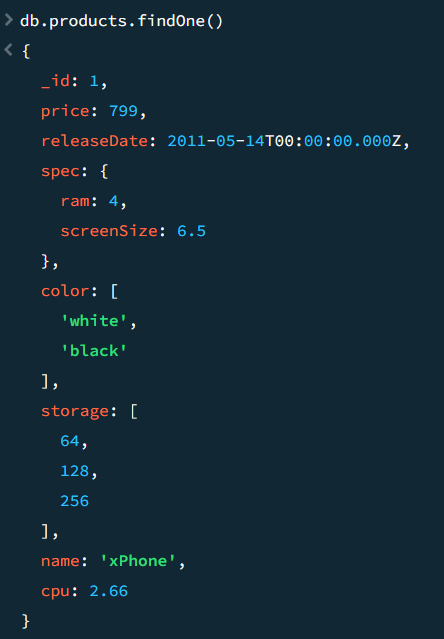 db.products.findOne()
{
_id: 1,
price: 799,
releaseDate: 2011-05-14T00:00:00.000Z,
spec: {
ram: 4,
screenSize: 6.5
},
color: [
'white',
'black'
],
storage: [
64,
128,
256
],
name: 'xPhone',
cpu: 2.66
}